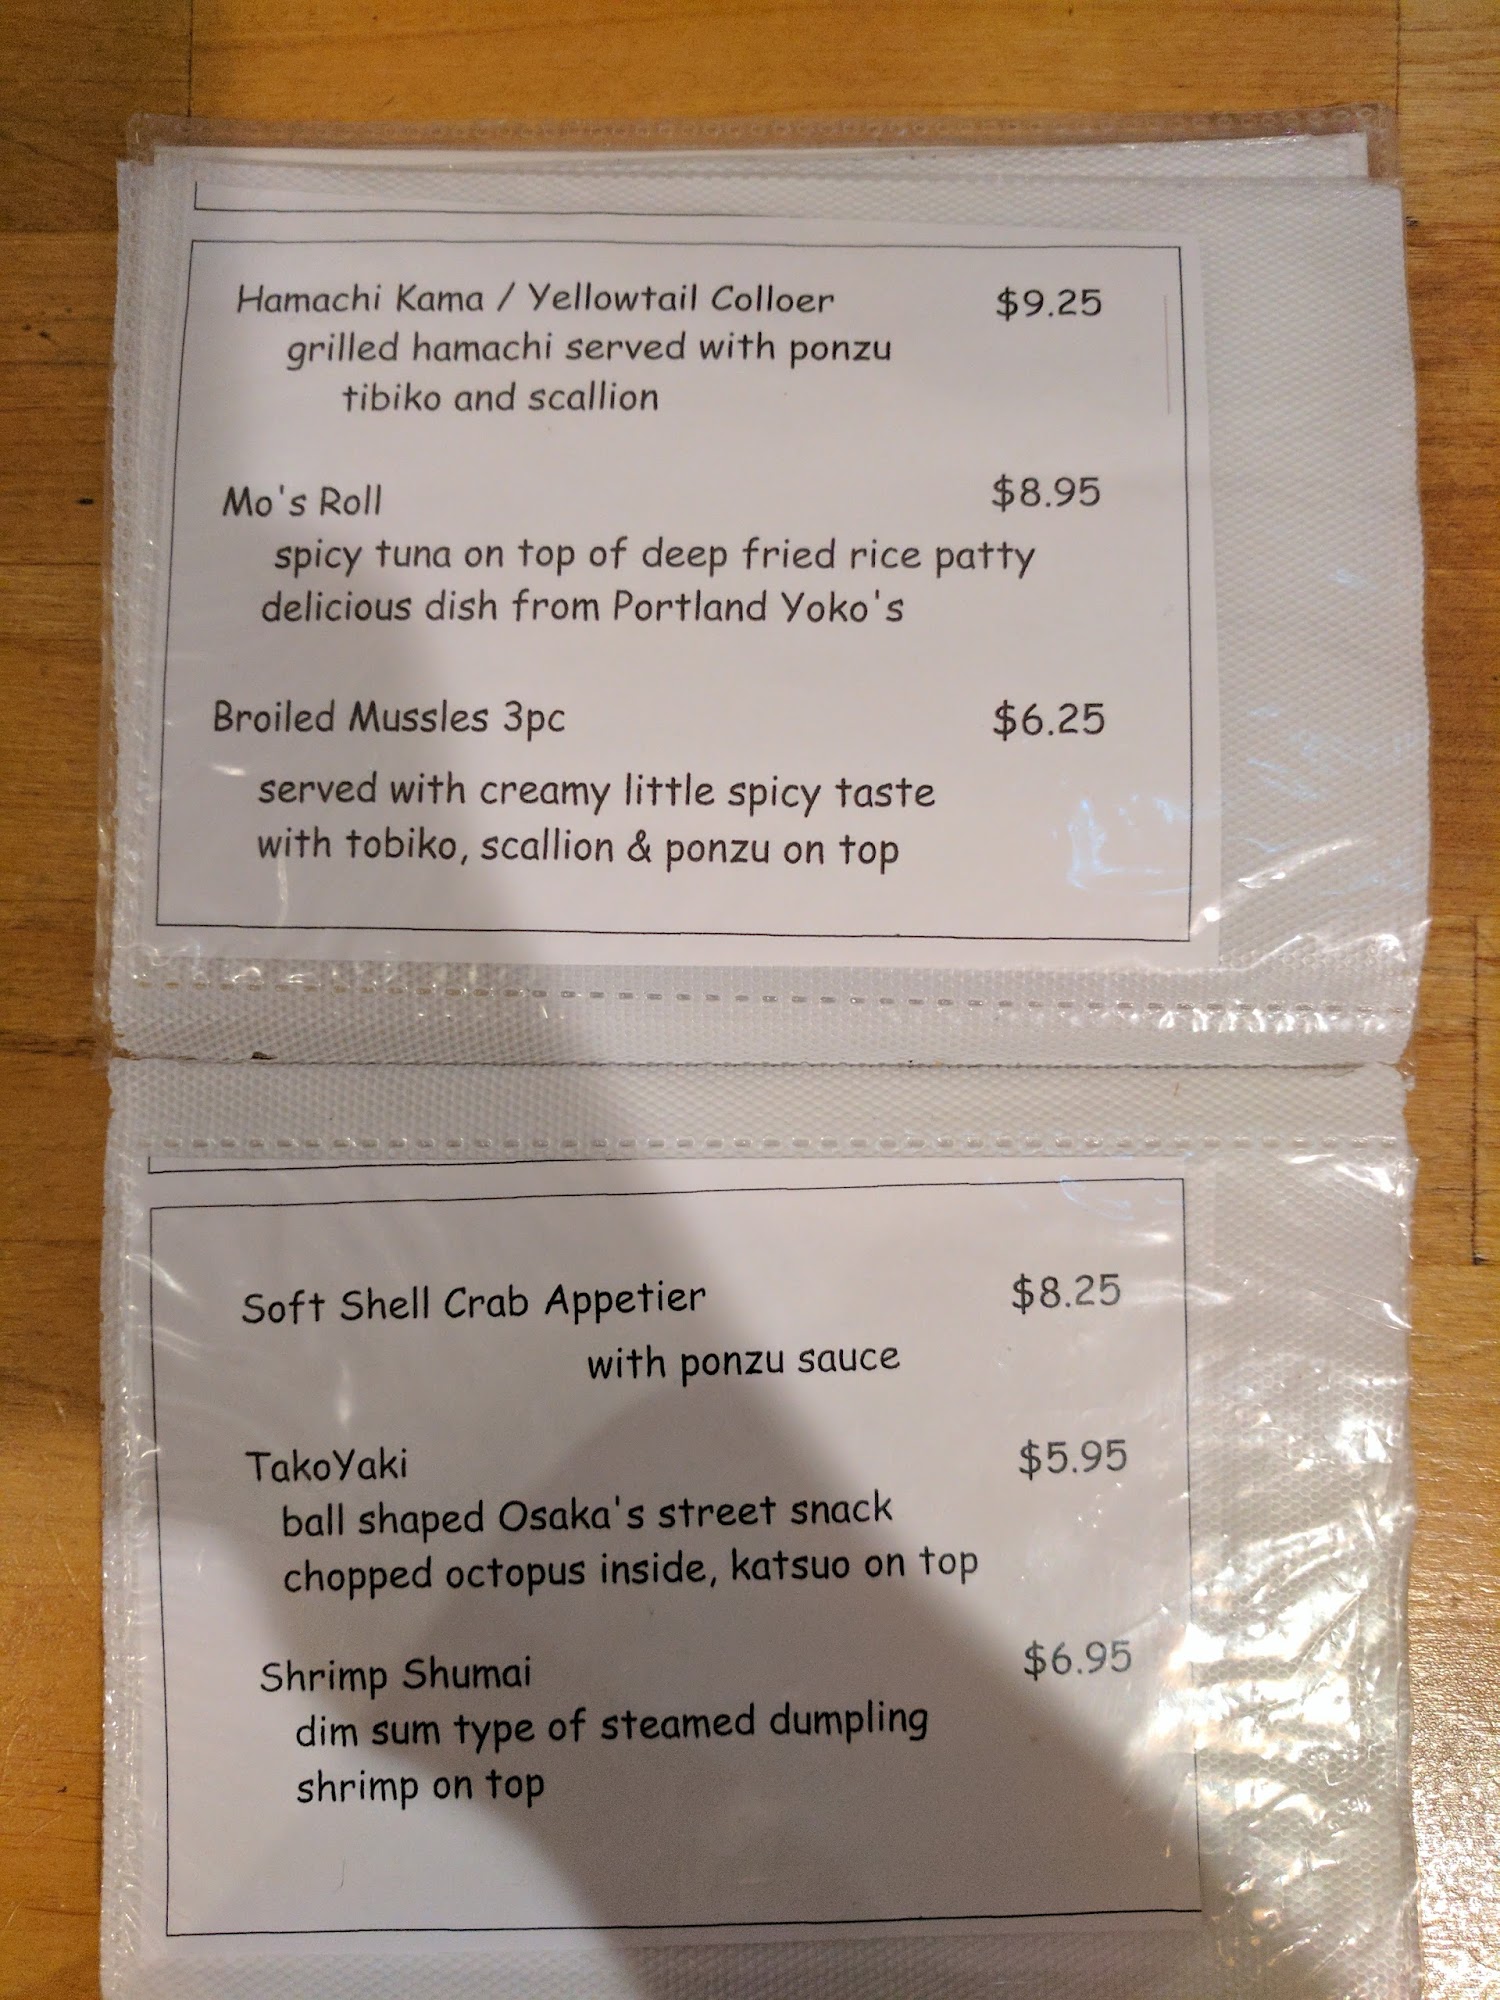 Hamachi Kama / Yellowtail Colloer $9.25
grilled hamachi served with ponzu
tibiko and scallion
Mo's Roll $8.95
spicy tuna on top of deep fried rice patty
delicious dish from Portland Yoko's
Broiled Mussles 3pc $6.25
served with creamy little spicy taste
with tobiko, scallion & ponzu on top
Soft Shell Crab Appetier $8.25
with ponzu sauce
TakoYaki $5.95
ball shaped Osaka's street snack
chopped octopus inside, katsuo on top
Shrimp Shumai $6.95
dim sum type of steamed dumpling
shrimp on top